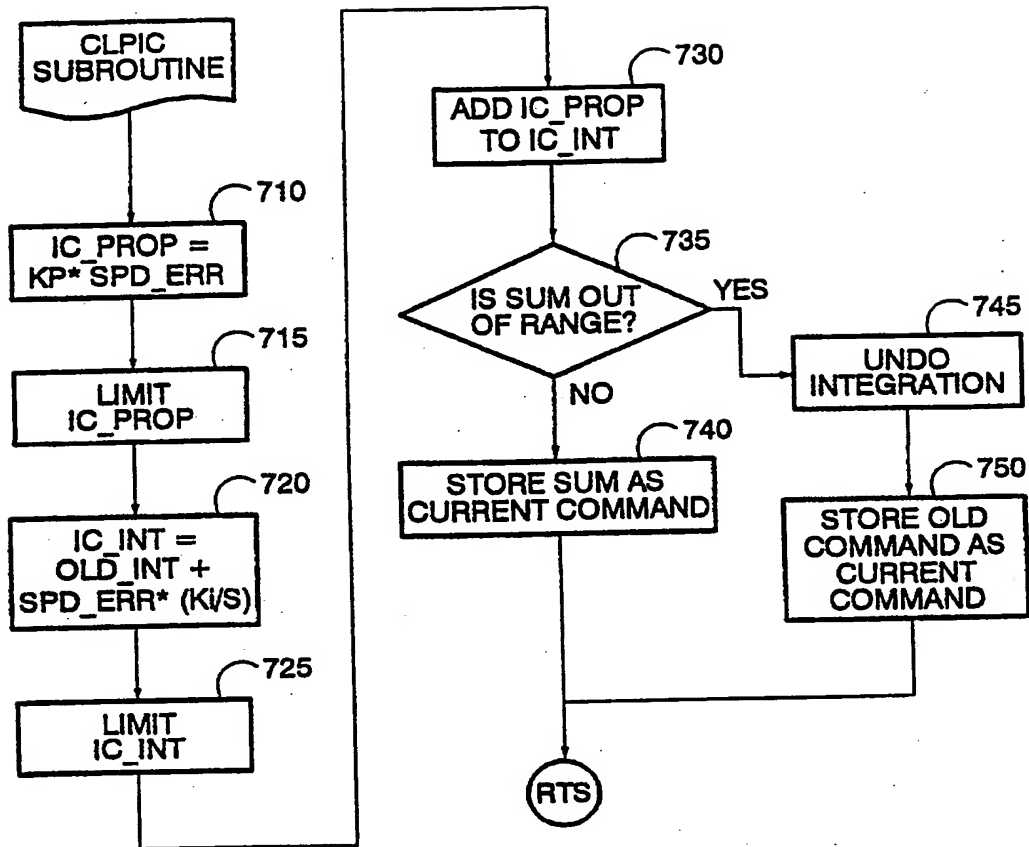 CLPIC
SUBROUTINE
710
IC_PROP =
KP* SPD_ERR
715
LIMIT
IC_PROP
720
IC_INT =
OLD_INT +
SPD_ERR* (Ki/S)
725
LIMIT
IC_INT
730
ADD IC_PROP
TO IC_INT
735
IS SUM OUT
OF RANGE?
YES
NO
740
STORE SUM AS
CURRENT COMMAND
745
UNDO
INTEGRATION
750
STORE OLD
COMMAND AS
CURRENT
COMMAND
RTS